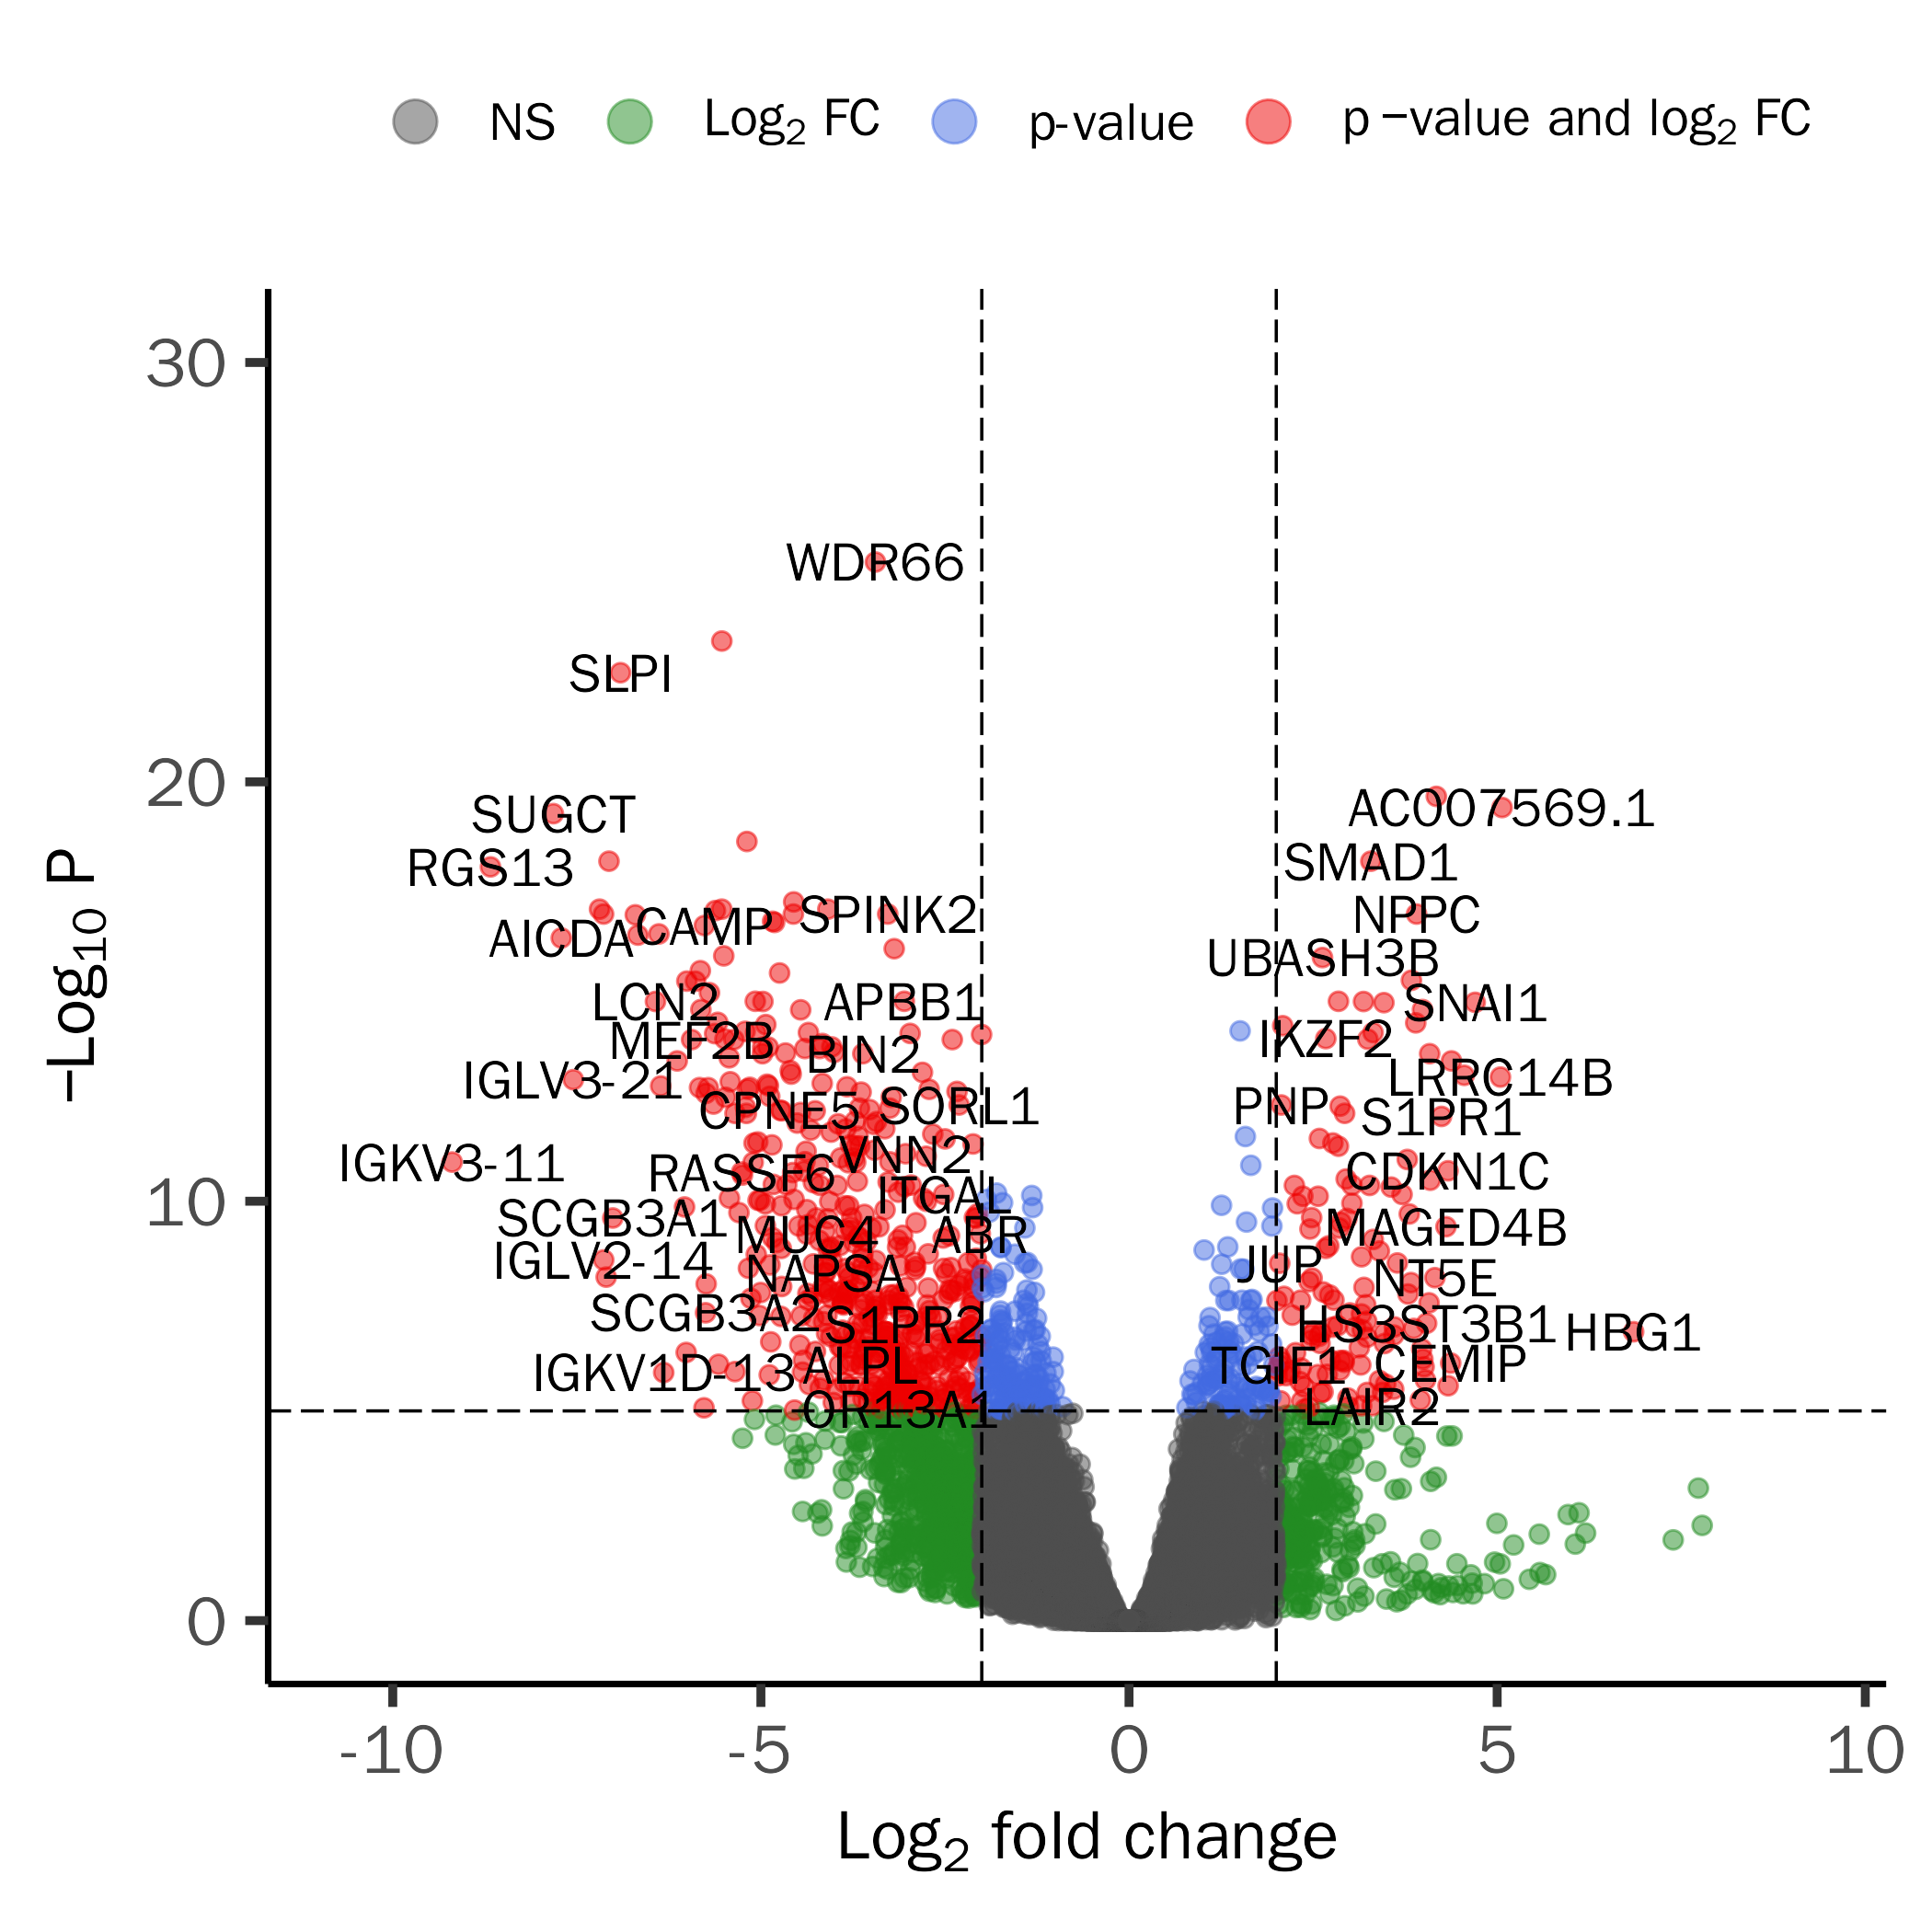 NS Log2 FC p-value p −value and log2 FC
−Log10 P
30
20
10
0
WDR66
SLPI
SUGCT
AC007569.1
RGS13
SMAD1
SPINK2
NPPC
CAMP
AICDA
UBASH3B
LCN2
APBB1
SNAI1
MEF2B
IKZF2
BIN2
IGLV3-21
LRRC14B
CPNE5
SORL1
PNP
S1PR1
VNN2
IGKV3-11
RASSF6
CDKN1C
ITGAL
SCGB3A1
MAGED4B
MUC4
ABR
IGLV2-14
JUP
NAPSA
NT5E
SCGB3A2
S1PR2
HS3ST3B1
HBG1
IGKV1D-13
ALPL
TGIF1
CEMIP
OR13A1
LAIR2
-10 -5 0 5 10
Log2 fold change